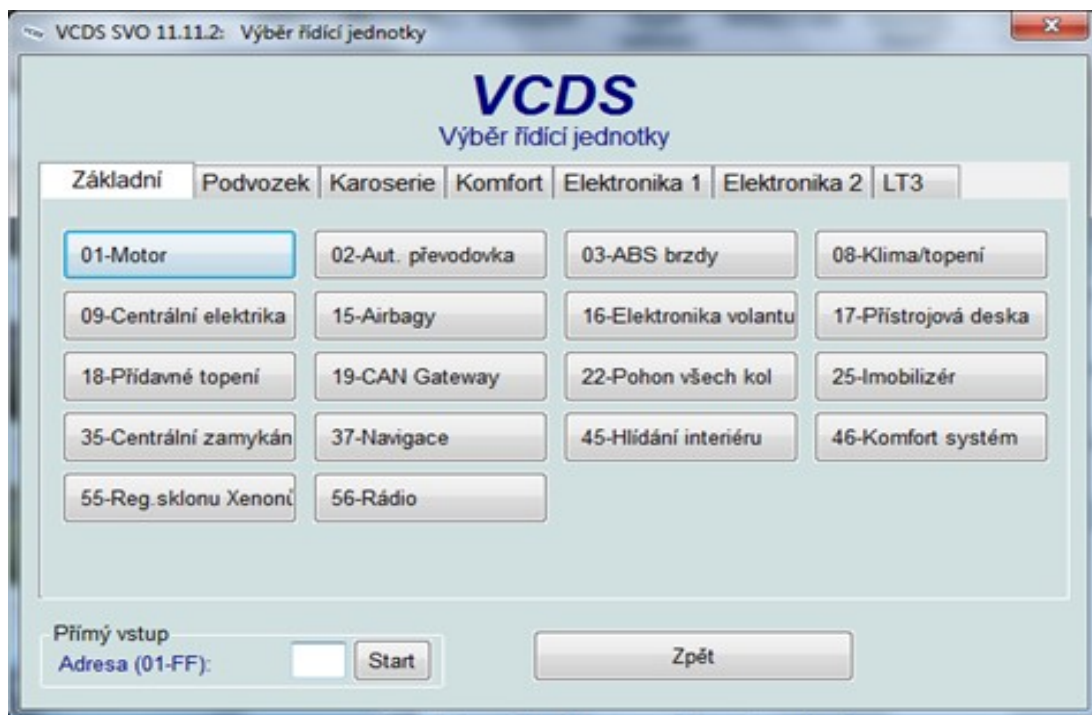 VCDS SVO 11.11.2: Výběr řídící jednotky
VCDS
Výběr řídící jednotky
Základní Podvozek Karoserie Komfort Elektronika 1 Elektronika 2 LT3
01-Motor 02-Aut. převodovka 03-ABS brzdy 08-Klima/topení
09-Centrální elektrika 15-Airbagy 16-Elektronika volantu 17-Přístrojová deska
18-Přídavné topení 19-CAN Gateway 22-Pohon všech kol 25-Imobilizér
35-Centrální zamykán 37-Navigace 45-Hlídání interiéru 46-Komfort systém
55-Reg.sklonu Xenonů 56-Rádio
Přímý vstup
Adresa (01-FF): Start Zpět